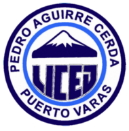 PEDRO AGUIRRE CERDA
LICEO
PUERTO VARAS